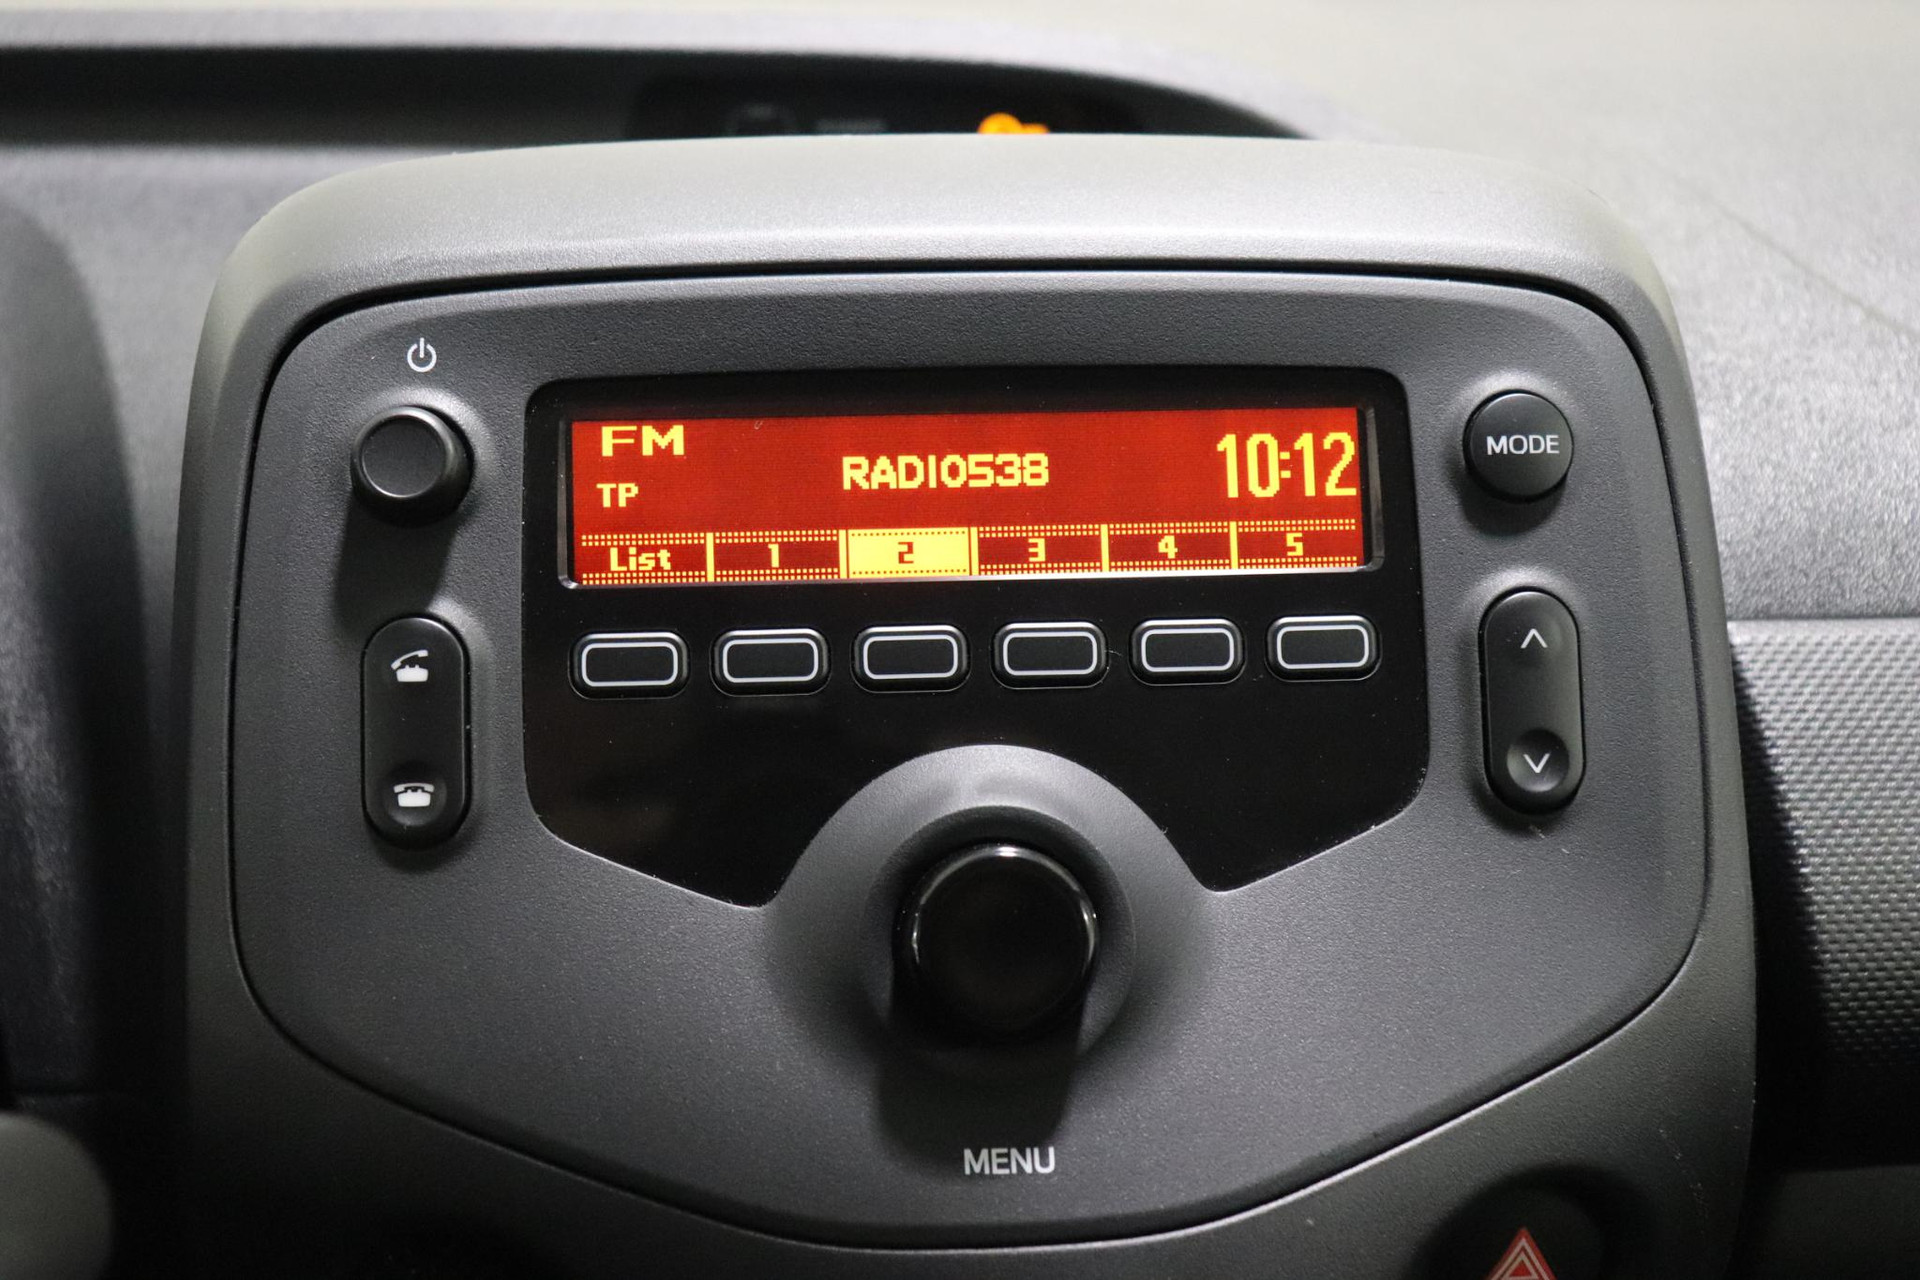 FM
RADIO538
10:12
TP
List 1 2 3 4 5
MODE
MENU